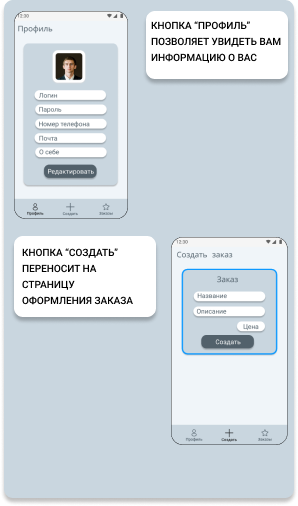 12:30
Профиль
Логин
Пароль
Номер телефона
Почта
О себе
Редактировать
Профиль
Создать
Заказы
КНОПКА “ПРОФИЛЬ”
ПОЗВОЛЯЕТ УВИДЕТЬ ВАМ
ИНФОРМАЦИЮ О ВАС
КНОПКА “СОЗДАТЬ”
ПЕРЕНОСИТ НА
СТРАНИЦУ
ОФОРМЛЕНИЯ ЗАКАЗА
12:30
Создать заказ
Заказ
Название
Описание
Цена
Создать
Профиль
Создать
Заказы